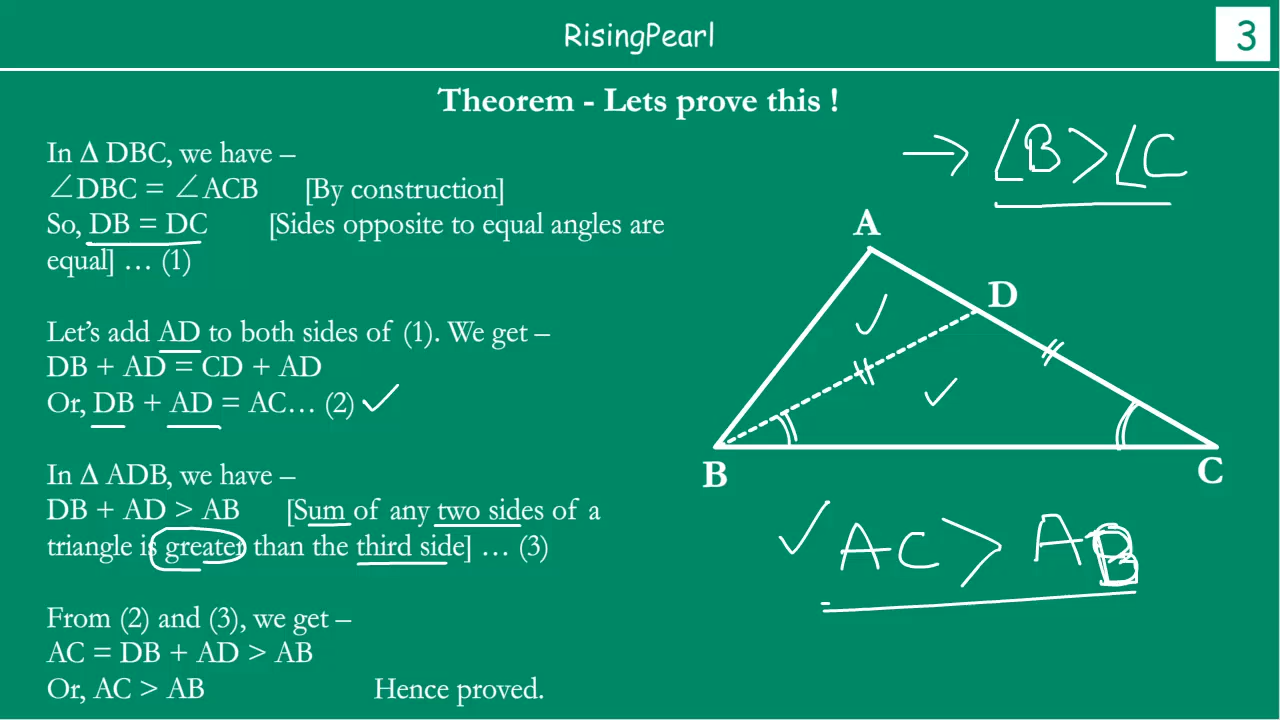 RisingPearl
3
Theorem - Lets prove this !
In Δ DBC, we have –
∠DBC = ∠ACB [By construction]
So, DB = DC [Sides opposite to equal angles are
equal] … (1)
Let’s add AD to both sides of (1). We get –
DB + AD = CD + AD
Or, DB + AD = AC… (2)
In Δ ADB, we have –
DB + AD > AB [Sum of any two sides of a
triangle is greater than the third side] … (3)
From (2) and (3), we get –
AC = DB + AD > AB
Or, AC > AB Hence proved.
→ ∠B > ∠C
A
D
B
C
✓ AC > AB